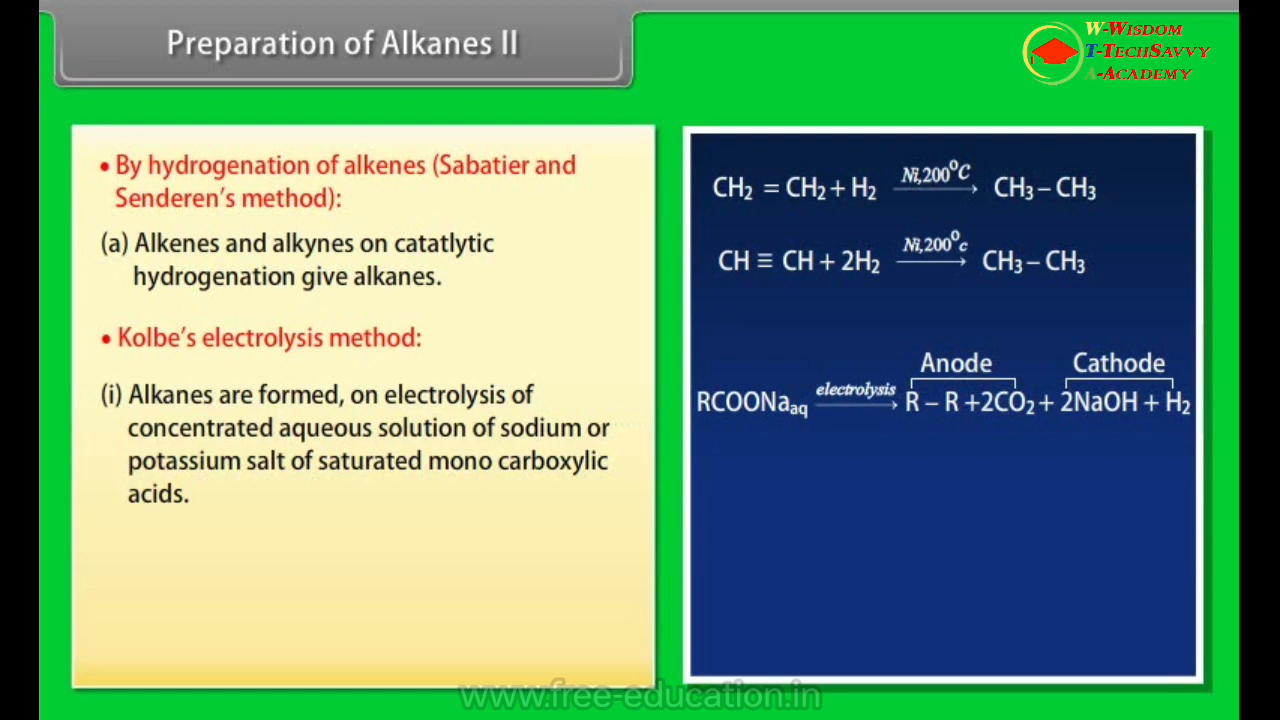 Preparation of Alkanes II
W-Wisdom
T-TechSavvy
A-Academy
• By hydrogenation of alkenes (Sabatier and
Senderen's method):
(a) Alkenes and alkynes on catatlytic
hydrogenation give alkanes.
• Kolbe's electrolysis method:
(i) Alkanes are formed, on electrolysis of
concentrated aqueous solution of sodium or
potassium salt of saturated mono carboxylic
acids.
CH₂ = CH₂ + H₂ —Ni,200⁰C→ CH₃ – CH₃
CH ≡ CH + 2H₂ —Ni,200⁰c→ CH₃ – CH₃
Anode Cathode
RCOONaaq —electrolysis→ R – R +2CO₂ + 2NaOH + H₂
www.free-education.in